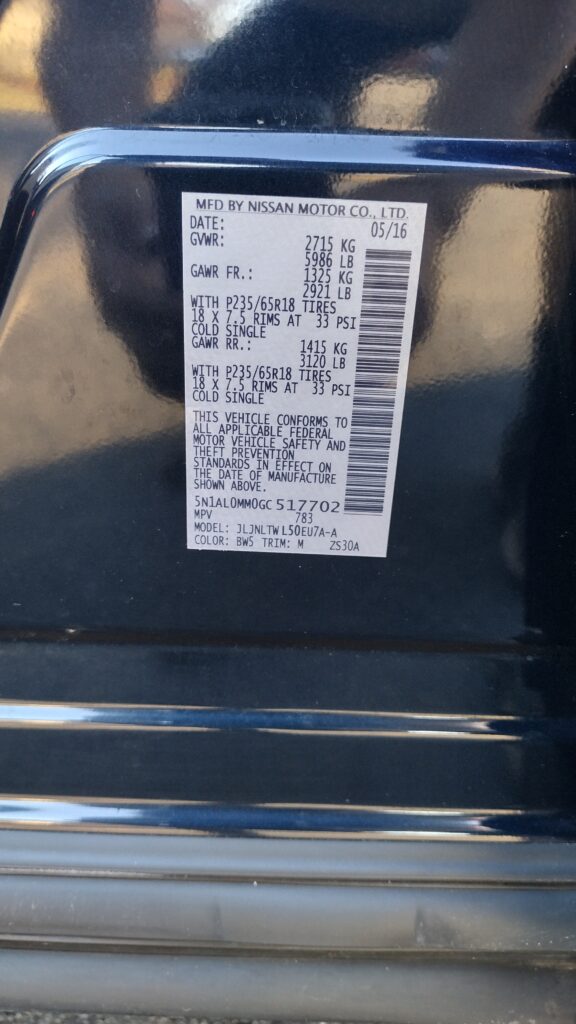 MFD BY NISSAN MOTOR CO., LTD.
DATE: 05/16
GVWR: 2715 KG
5986 LB
GAWR FR.: 1325 KG
2921 LB
WITH P235/65R18 TIRES
18 X 7.5 RIMS AT 33 PSI
COLD SINGLE
GAWR RR.: 1415 KG
3120 LB
WITH P235/65R18 TIRES
18 X 7.5 RIMS AT 33 PSI
COLD SINGLE
THIS VEHICLE CONFORMS TO
ALL APPLICABLE FEDERAL
MOTOR VEHICLE SAFETY AND
THEFT PREVENTION
STANDARDS IN EFFECT ON
THE DATE OF MANUFACTURE
SHOWN ABOVE.
5N1AL0MM0GC517702
MPV 783
MODEL: JLJNLTWL50EU7A-A
COLOR: BW5 TRIM: M ZS30A